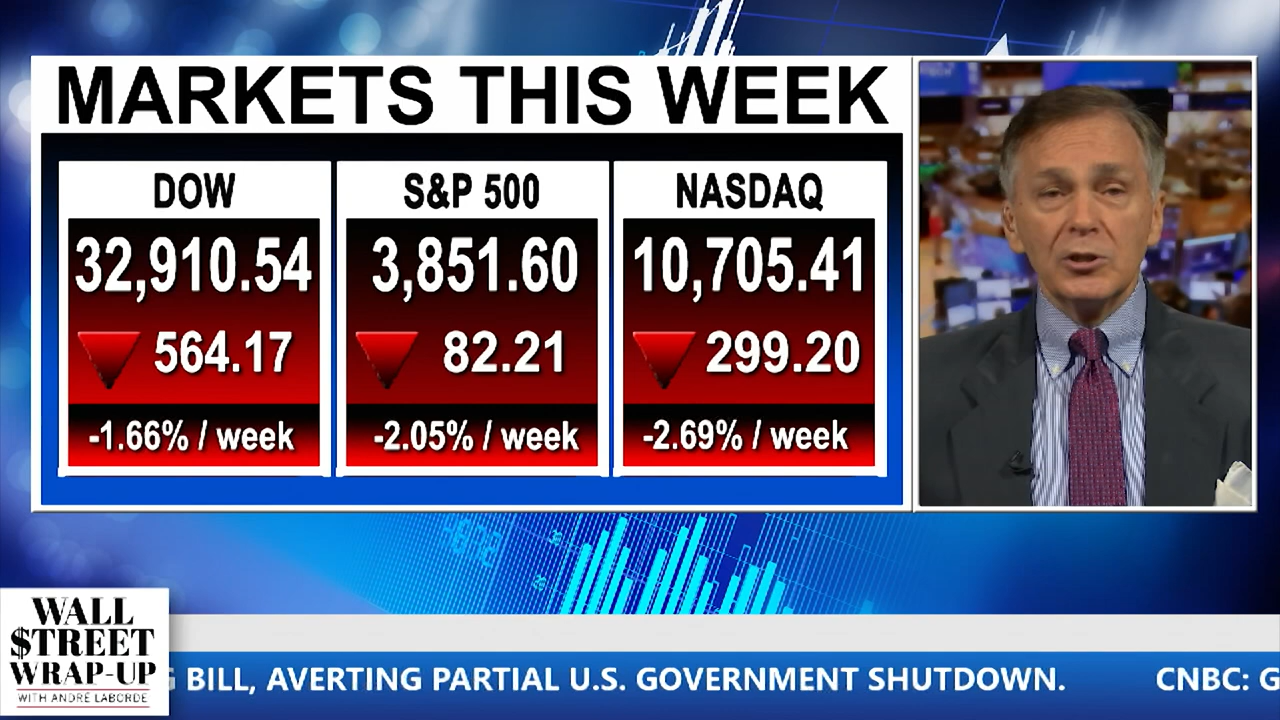 MARKETS THIS WEEK
DOW
32,910.54
564.17
-1.66% / week
S&P 500
3,851.60
82.21
-2.05% / week
NASDAQ
10,705.41
299.20
-2.69% / week
WALL
$TREET
WRAP-UP
WITH ANDRÉ LABORDE
BILL, AVERTING PARTIAL U.S. GOVERNMENT SHUTDOWN. CNBC: G